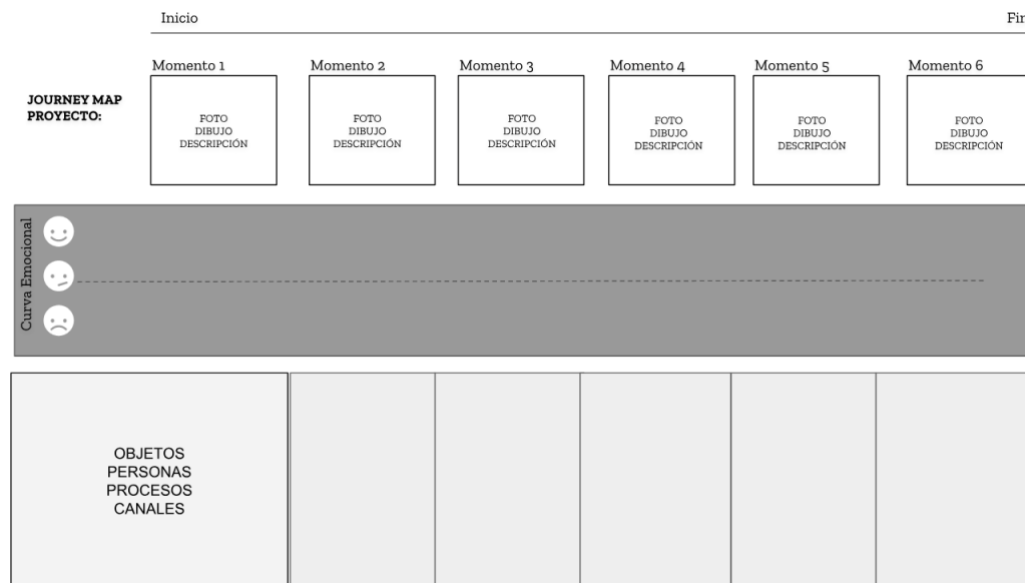 Inicio
Fin
Momento 1
Momento 2
Momento 3
Momento 4
Momento 5
Momento 6
JOURNEY MAP
PROYECTO:
FOTO
DIBUJO
DESCRIPCIÓN
FOTO
DIBUJO
DESCRIPCIÓN
FOTO
DIBUJO
DESCRIPCIÓN
FOTO
DIBUJO
DESCRIPCIÓN
FOTO
DIBUJO
DESCRIPCIÓN
FOTO
DIBUJO
DESCRIPCIÓN
Curva Emocional
OBJETOS
PERSONAS
PROCESOS
CANALES